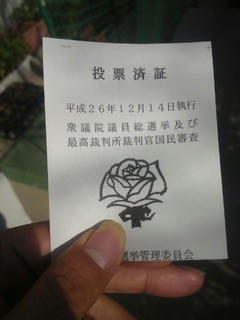 投票済証
平成26年12月14日執行
衆議院議員総選挙及び
最高裁判所裁判官国民審査
選挙管理委員会